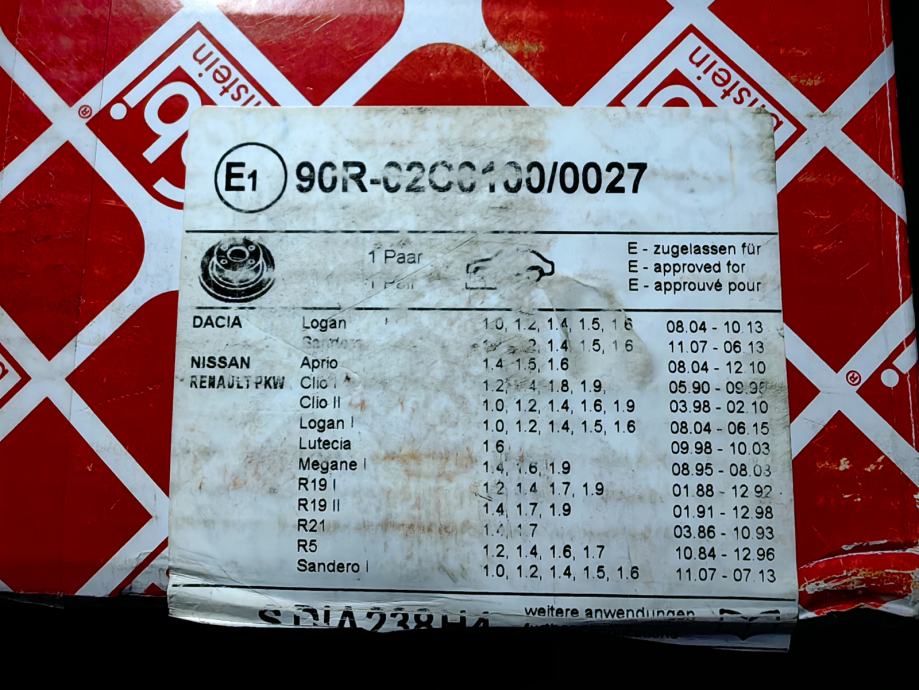 bilstein
bilstein
E1 90R-02C0100/0027
1 Paar
1 Pair
E - zugelassen für
E - approved for
E - approuvé pour
DACIA Logan I 1.0, 1.2, 1.4, 1.5, 1.6 08.04 - 10.13
Sandero 1.4, 1.5, 1.6 11.07 - 06.13
NISSAN Aprio 1.4, 1.5, 1.6 08.04 - 12.10
RENAULT PKW Clio I 1.2, 1.4, 1.8, 1.9, 05.90 - 09.98
Clio II 1.0, 1.2, 1.4, 1.6, 1.9 03.98 - 02.10
Logan I 1.0, 1.2, 1.4, 1.5, 1.6 08.04 - 06.15
Lutecia 1.6 09.98 - 10.03
Megane I 1.4, 1.6, 1.9 08.95 - 08.03
R19 I 1.2 1.4, 1.7, 1.9 01.88 - 12.92
R19 II 1.4, 1.7, 1.9 01.91 - 12.98
R21 1.4, 1.7 03.86 - 10.93
R5 1.2, 1.4, 1.6, 1.7 10.84 - 12.96
Sandero I 1.0, 1.2, 1.4, 1.5, 1.6 11.07 - 07.13
weitere anwendungen